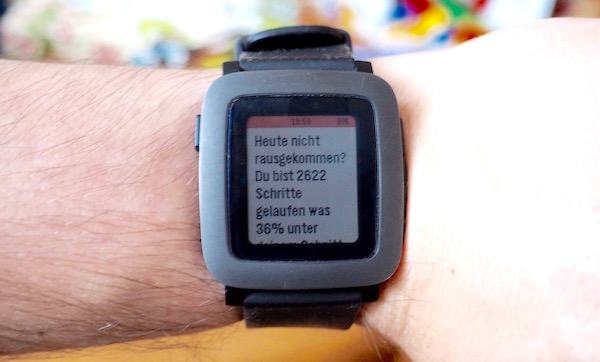 Heute nicht
rausgekommen?
Du bist 2622
Schritte
gelaufen was
36% unter